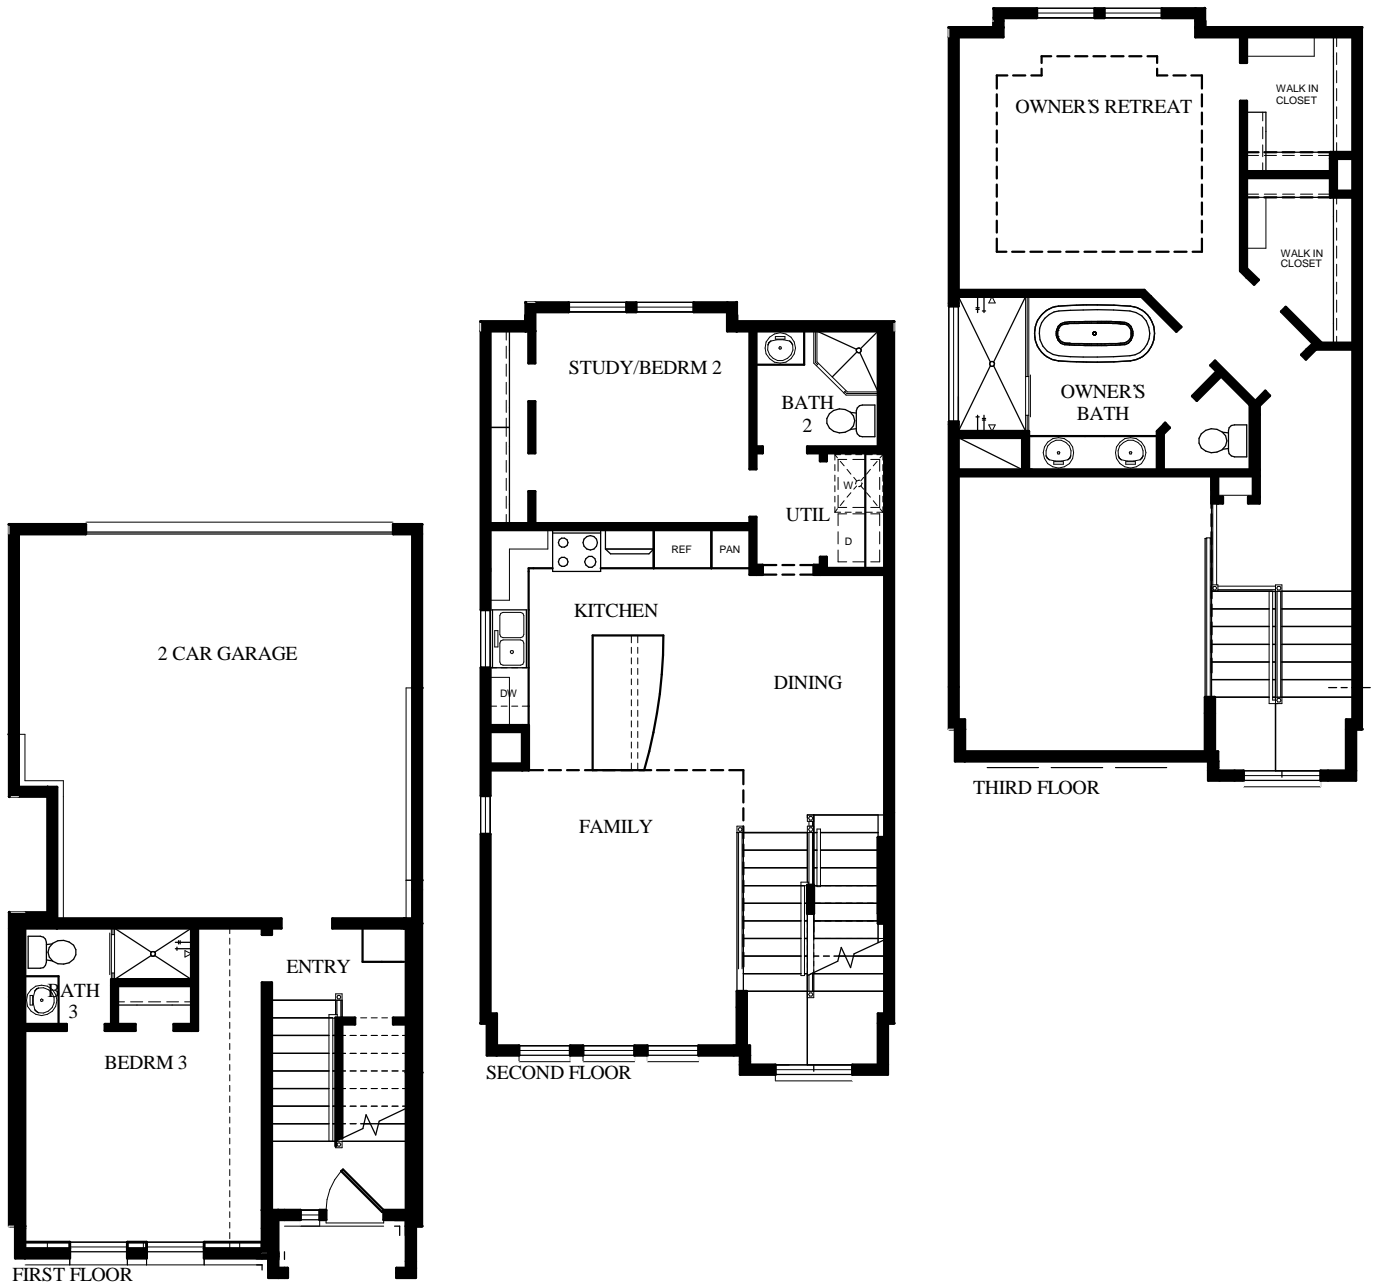 OWNER'S RETREAT
WALK IN
CLOSET
WALK IN
CLOSET
OWNER'S
BATH
THIRD FLOOR
STUDY/BEDRM 2
BATH
2
W
UTIL
D
REF
PAN
KITCHEN
DW
DINING
FAMILY
SECOND FLOOR
2 CAR GARAGE
ENTRY
BATH
3
BEDRM 3
FIRST FLOOR